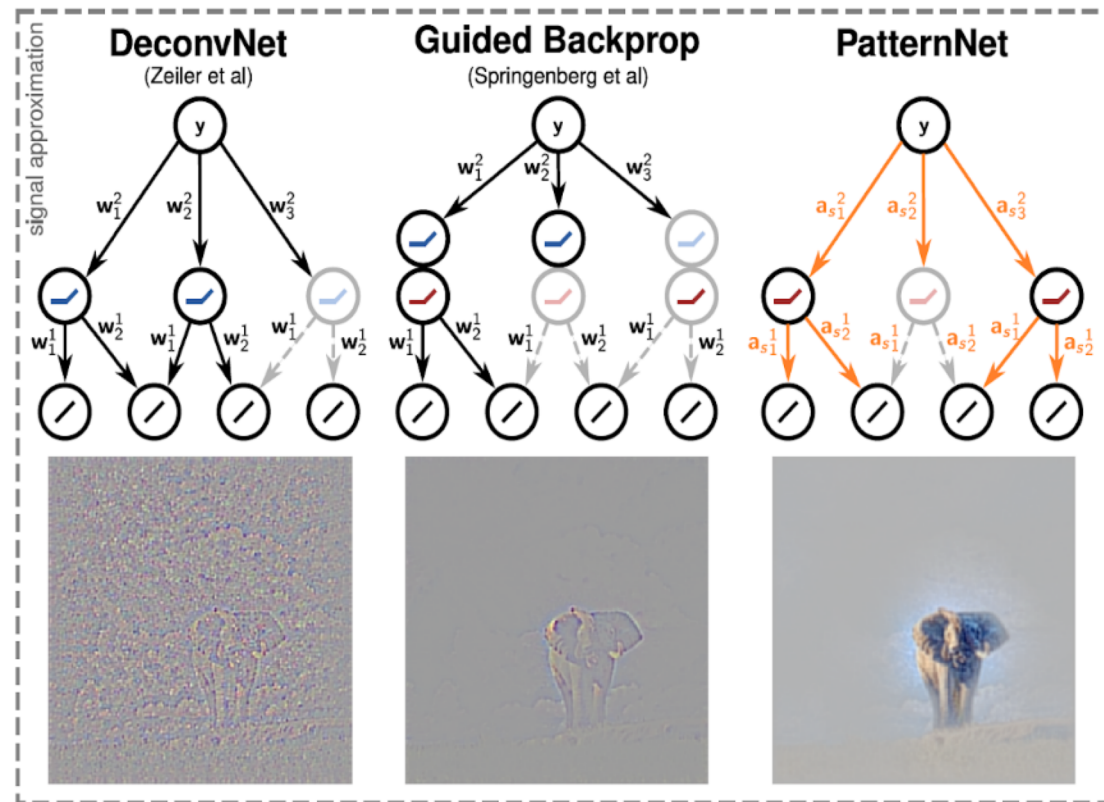 signal approximation
DeconvNet
(Zeiler et al)
y
w₁² w₂² w₃²
w₁¹ w₂¹ w₁¹ w₂¹ w₁¹ w₂¹
Guided Backprop
(Springenberg et al)
y
w₁² w₂² w₃²
w₁¹ w₂¹ w₁¹ w₂¹ w₁¹ w₂¹
PatternNet
y
aₛ₁² aₛ₂² aₛ₃²
aₛ₁¹ aₛ₂¹ aₛ₁¹ aₛ₂¹ aₛ₁¹ aₛ₂¹